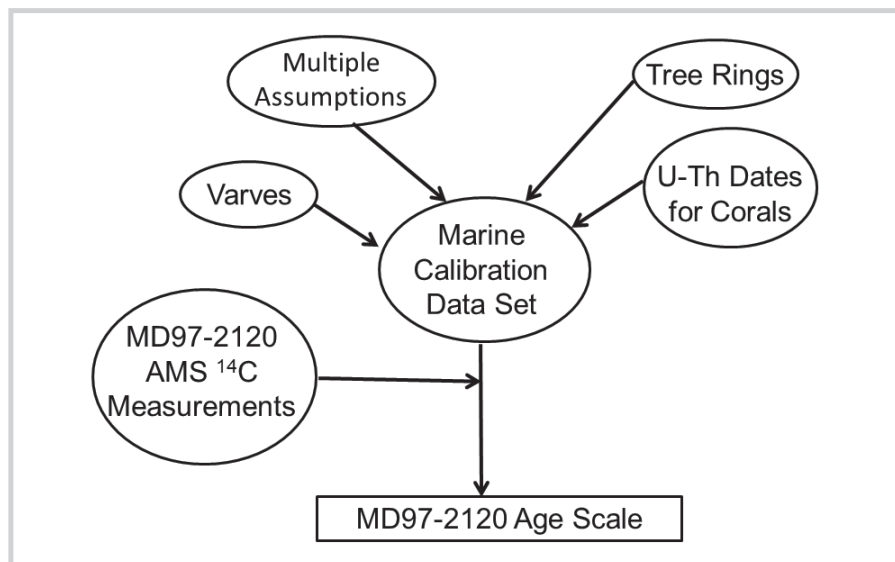 Multiple
Assumptions
Tree Rings
Varves
U-Th Dates
for Corals
Marine
Calibration
Data Set
MD97-2120
AMS ¹⁴C
Measurements
MD97-2120 Age Scale